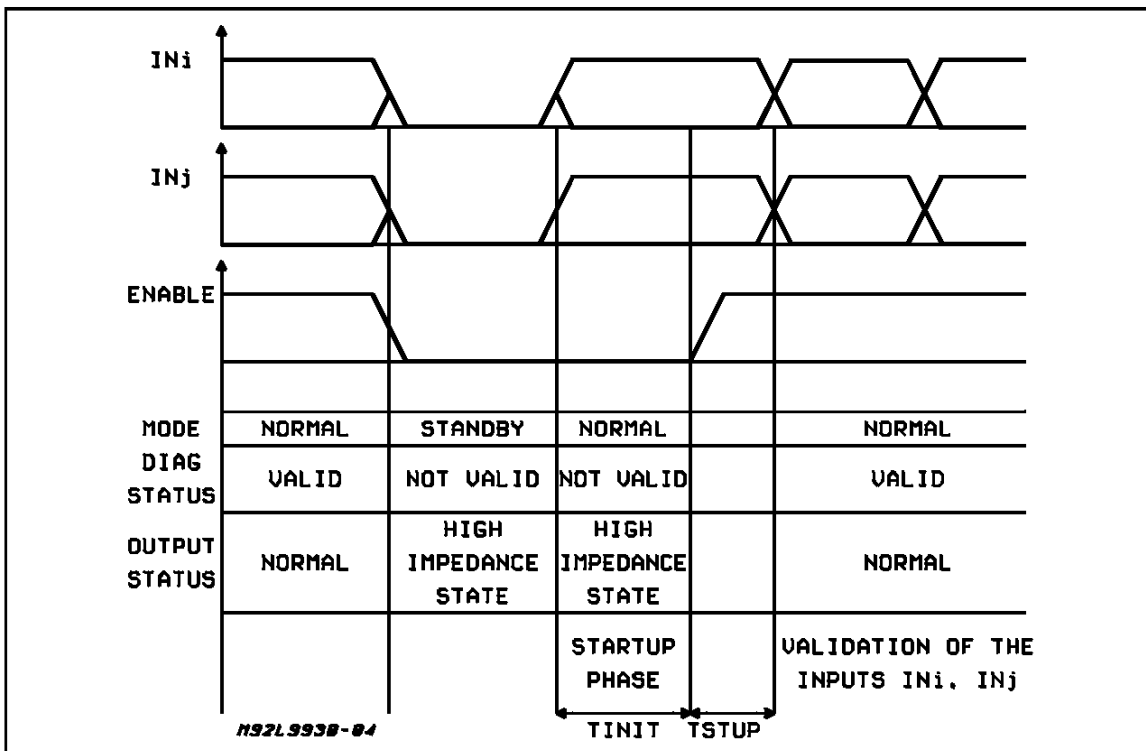 INi
INj
ENABLE
MODE NORMAL STANDBY NORMAL NORMAL
DIAG STATUS VALID NOT VALID NOT VALID VALID
OUTPUT STATUS NORMAL HIGH IMPEDANCE STATE HIGH IMPEDANCE STATE NORMAL
STARTUP PHASE VALIDATION OF THE INPUTS INi, INj
M92L9930-04 TINIT TSTUP